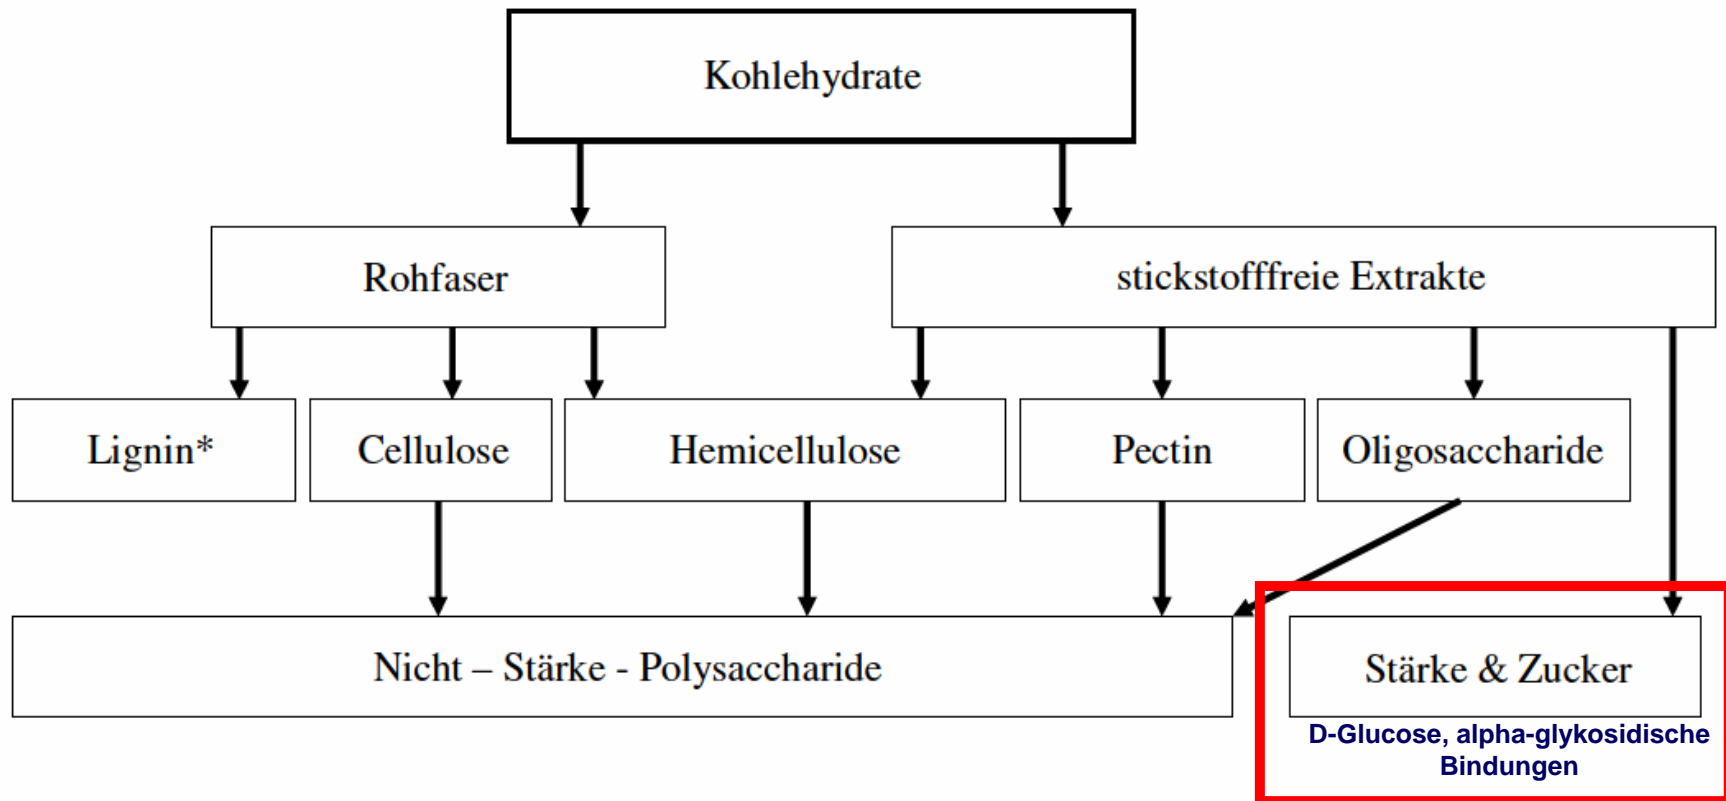 Kohlehydrate
Rohfaser
stickstofffreie Extrakte
Lignin*
Cellulose
Hemicellulose
Pectin
Oligosaccharide
Nicht – Stärke - Polysaccharide
Stärke & Zucker
D-Glucose, alpha-glykosidische
Bindungen